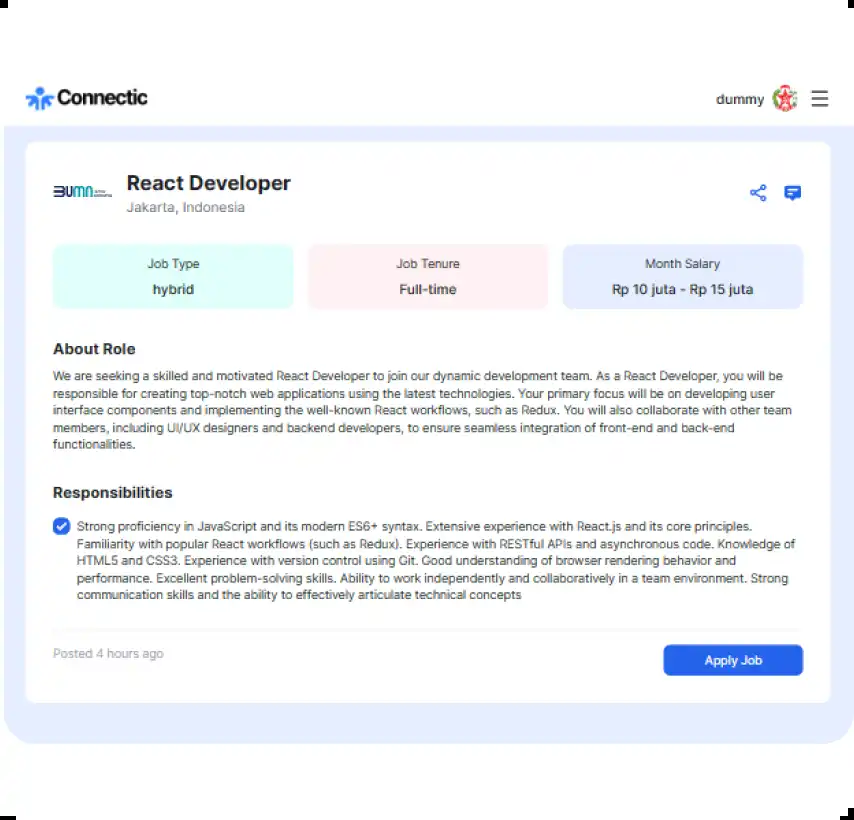 Connectic
dummy
BUMN
React Developer
Jakarta, Indonesia
Job Type
hybrid
Job Tenure
Full-time
Month Salary
Rp 10 juta - Rp 15 juta
About Role
We are seeking a skilled and motivated React Developer to join our dynamic development team. As a React Developer, you will be
responsible for creating top-notch web applications using the latest technologies. Your primary focus will be on developing user
interface components and implementing the well-known React workflows, such as Redux. You will also collaborate with other team
members, including UI/UX designers and backend developers, to ensure seamless integration of front-end and back-end
functionalities.
Responsibilities
Strong proficiency in JavaScript and its modern ES6+ syntax. Extensive experience with React.js and its core principles.
Familiarity with popular React workflows (such as Redux). Experience with RESTful APIs and asynchronous code. Knowledge of
HTML5 and CSS3. Experience with version control using Git. Good understanding of browser rendering behavior and
performance. Excellent problem-solving skills. Ability to work independently and collaboratively in a team environment. Strong
communication skills and the ability to effectively articulate technical concepts
Posted 4 hours ago
Apply Job